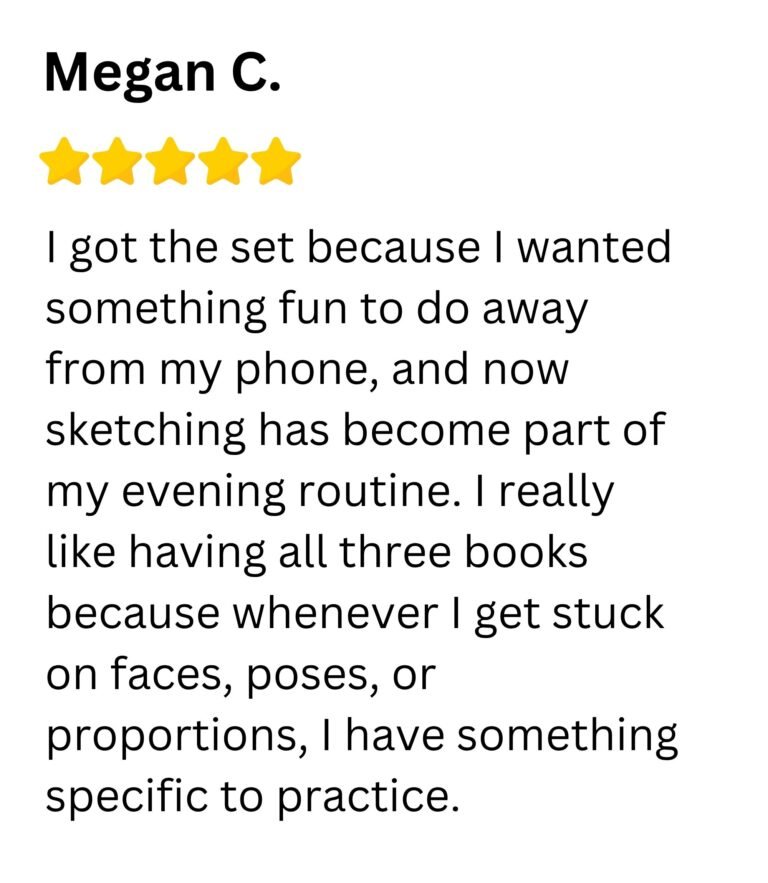 Megan C.
I got the set because I wanted
something fun to do away
from my phone, and now
sketching has become part of
my evening routine. I really
like having all three books
because whenever I get stuck
on faces, poses, or
proportions, I have something
specific to practice.